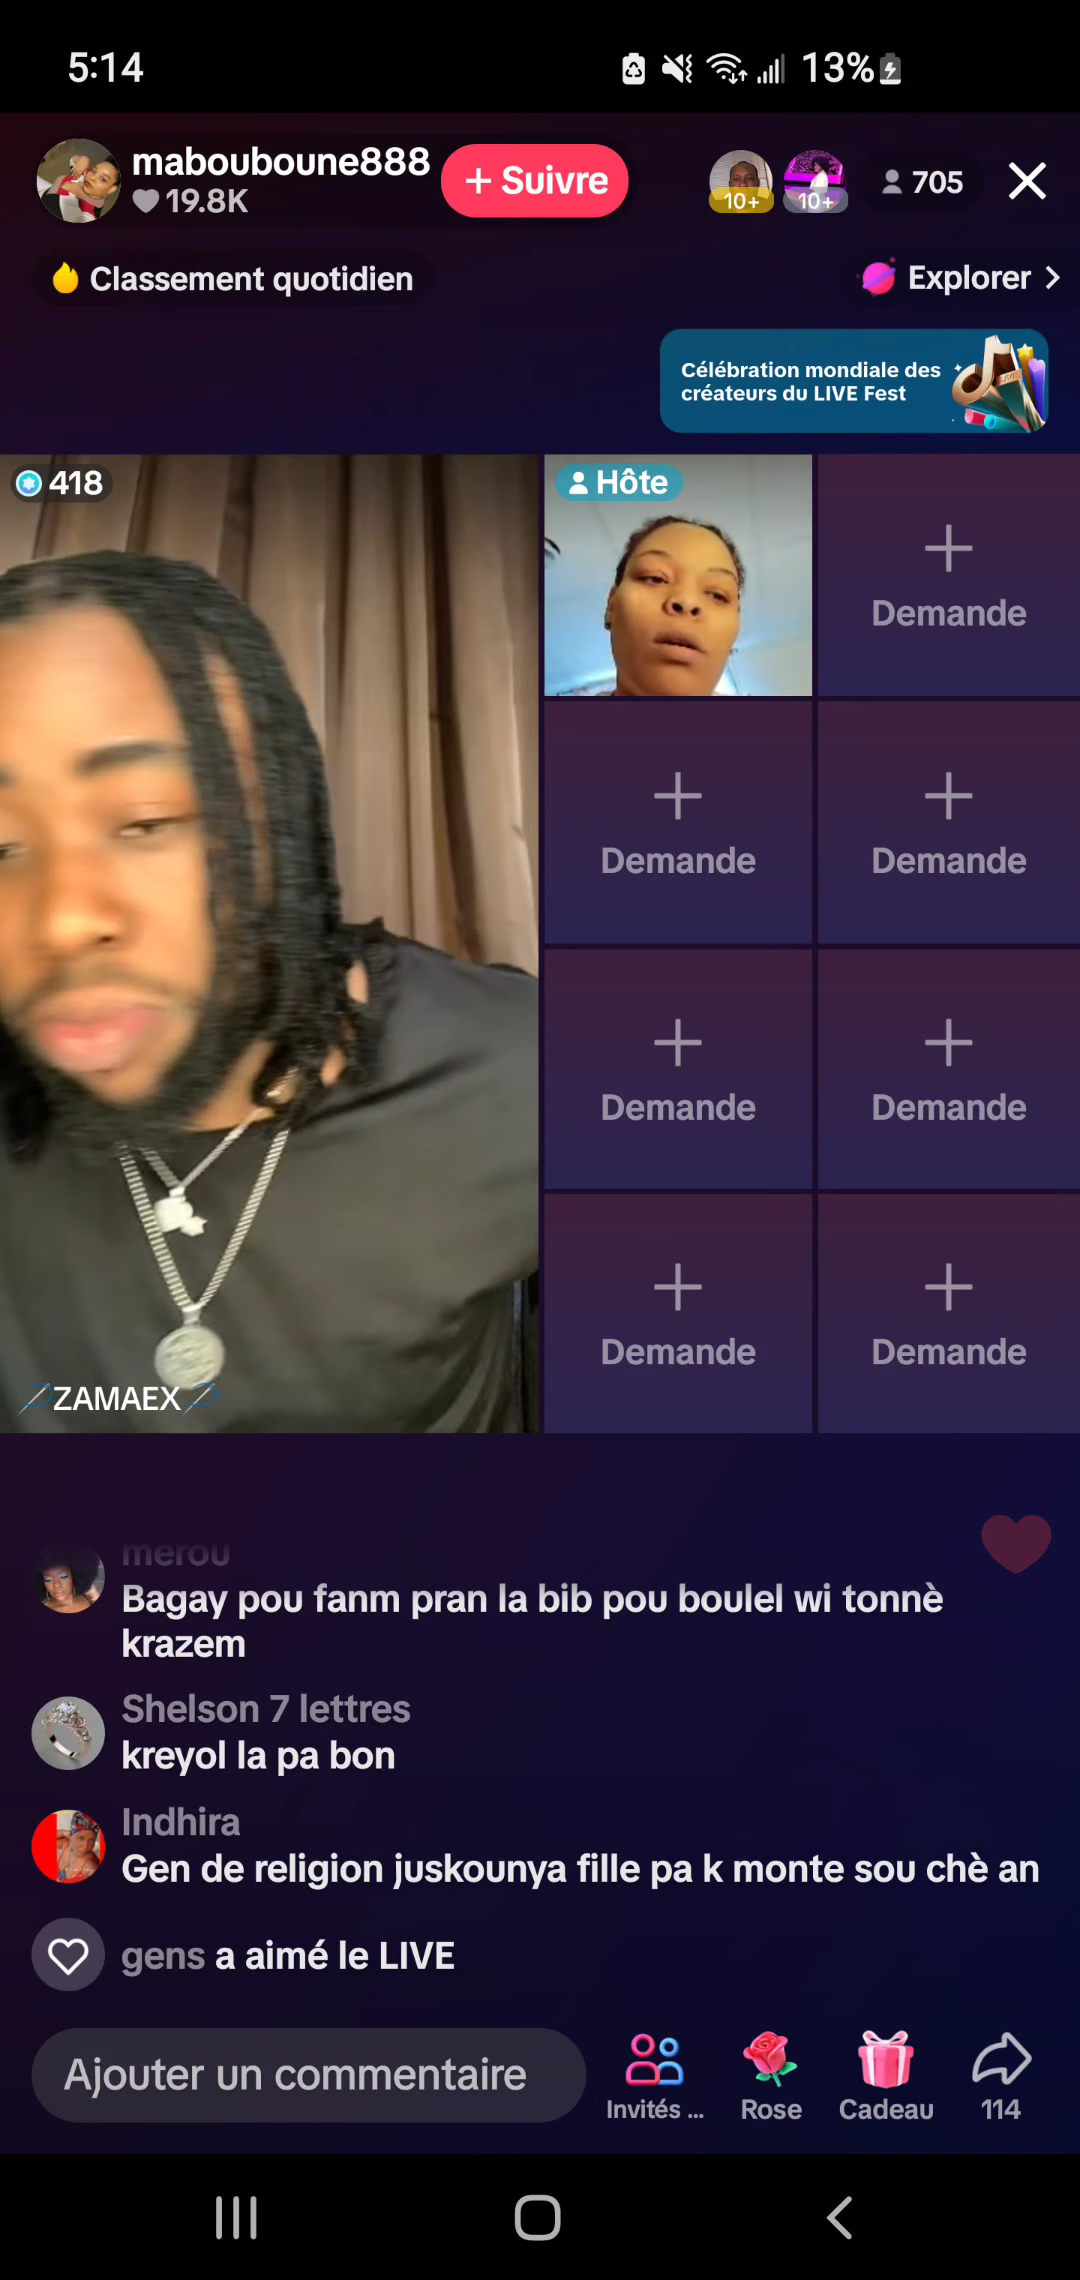 5:14
13%
mabouboune888
19.8K
+ Suivre
10+
10+
705
Classement quotidien
Explorer
Célébration mondiale des
créateurs du LIVE Fest
418
Hôte
Demande
Demande
Demande
Demande
Demande
Demande
Demande
ZAMAEX
merou
Bagay pou fanm pran la bib pou boulel wi tonnè
krazem
Shelson 7 lettres
kreyol la pa bon
Indhira
Gen de religion juskounya fille pa k monte sou chè an
gens a aimé le LIVE
Ajouter un commentaire
Invités ...
Rose
Cadeau
114